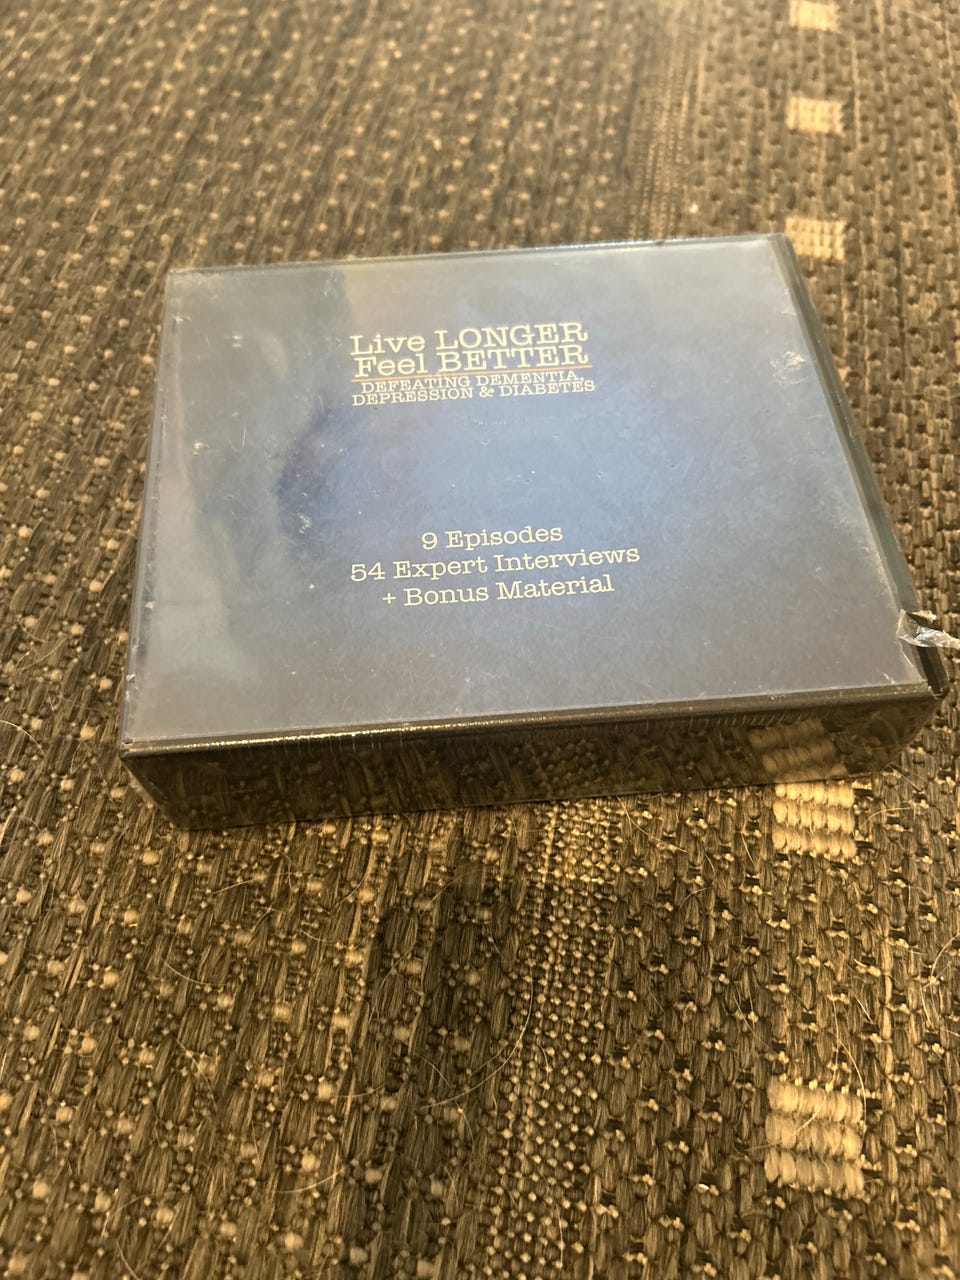 Live LONGER
Feel BETTER
DEFEATING DEMENTIA,
DEPRESSION & DIABETES
9 Episodes
54 Expert Interviews
+ Bonus Material